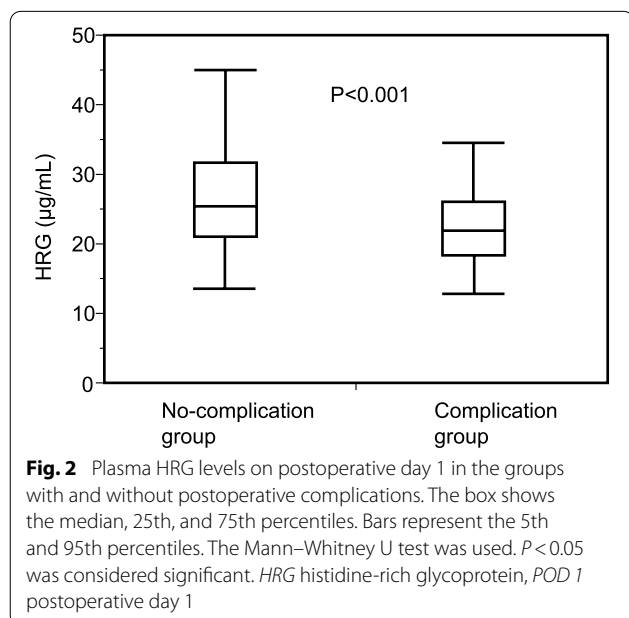 50
40
30
20
10
0
HRG (µg/mL)
P<0.001
No-complication
group
Complication
group
Fig. 2 Plasma HRG levels on postoperative day 1 in the groups
with and without postoperative complications. The box shows
the median, 25th, and 75th percentiles. Bars represent the 5th
and 95th percentiles. The Mann–Whitney U test was used. P < 0.05
was considered significant. HRG histidine-rich glycoprotein, POD 1
postoperative day 1